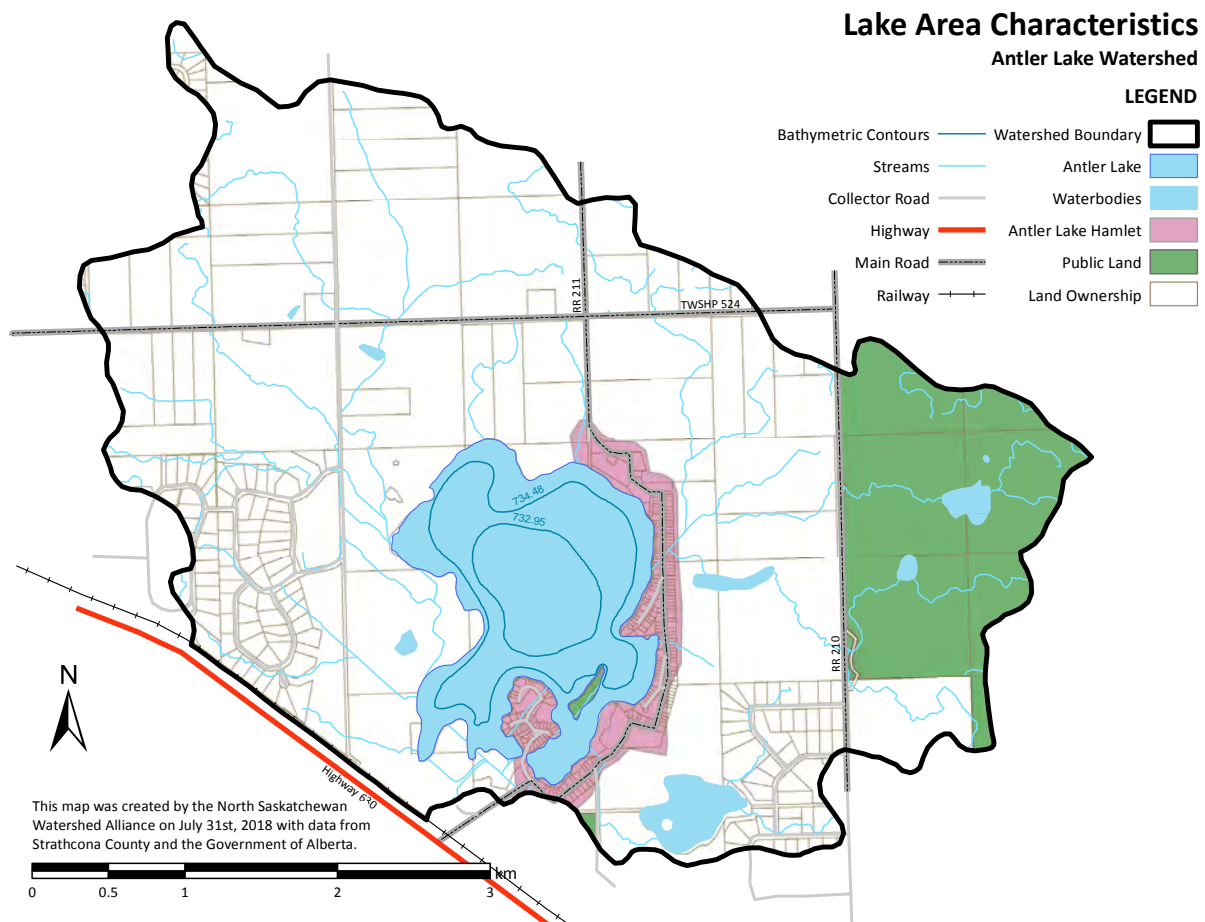 Lake Area Characteristics
Antler Lake Watershed
LEGEND
Bathymetric Contours
Watershed Boundary
Streams
Antler Lake
Collector Road
Waterbodies
Highway
Antler Lake Hamlet
Main Road
Public Land
Railway
Land Ownership
RR 211
TWSHP 524
734.48
732.95
RR 210
N
Highway 630
This map was created by the North Saskatchewan
Watershed Alliance on July 31st, 2018 with data from
Strathcona County and the Government of Alberta.
km
0 0.5 1 2 3